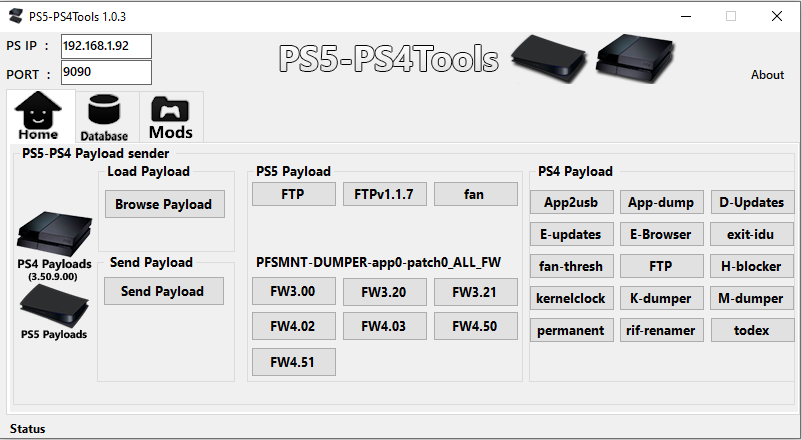 PS5-PS4Tools 1.0.3
PS IP :
192.168.1.92
PORT :
9090
PS5-PS4Tools
About
Home
Database
Mods
PS5-PS4 Payload sender
Load Payload
Browse Payload
PS4 Payloads
(3.50.9.00)
PS5 Payloads
Send Payload
Send Payload
PS5 Payload
FTP FTPv1.1.7 fan
PFSMNT-DUMPER-app0-patch0_ALL_FW
FW3.00 FW3.20 FW3.21
FW4.02 FW4.03 FW4.50
FW4.51
PS4 Payload
App2usb App-dump D-Updates
E-updates E-Browser exit-idu
fan-thresh FTP H-blocker
kernelclock K-dumper M-dumper
permanent rif-renamer todex
Status